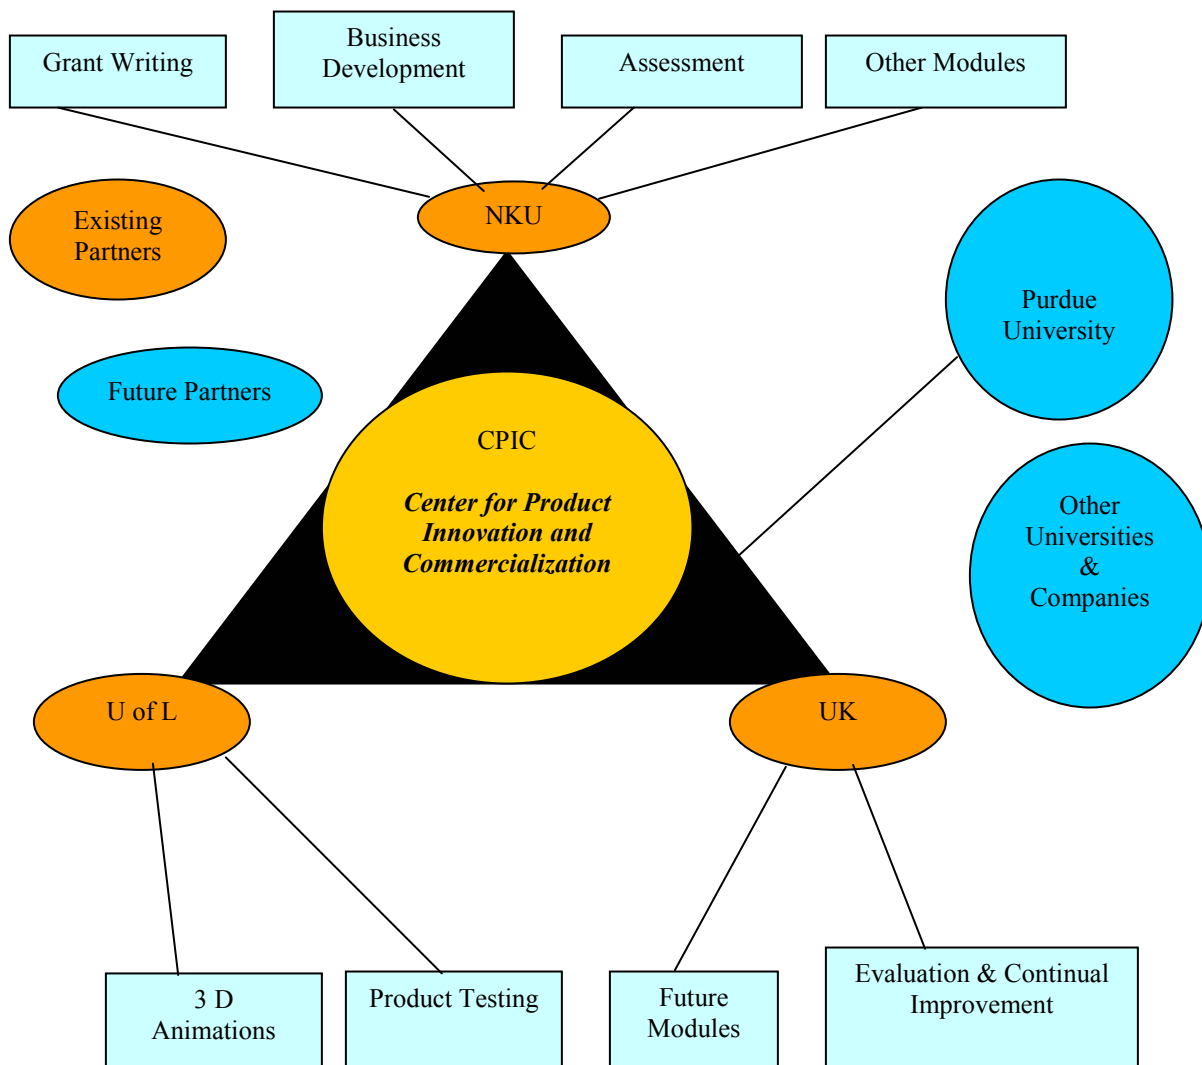 Grant Writing
Business
Development
Assessment
Other Modules
NKU
Existing
Partners
Purdue
University
Future Partners
CPIC
Center for Product
Innovation and
Commercialization
Other
Universities
&
Companies
U of L
UK
3 D
Animations
Product Testing
Future
Modules
Evaluation & Continual
Improvement